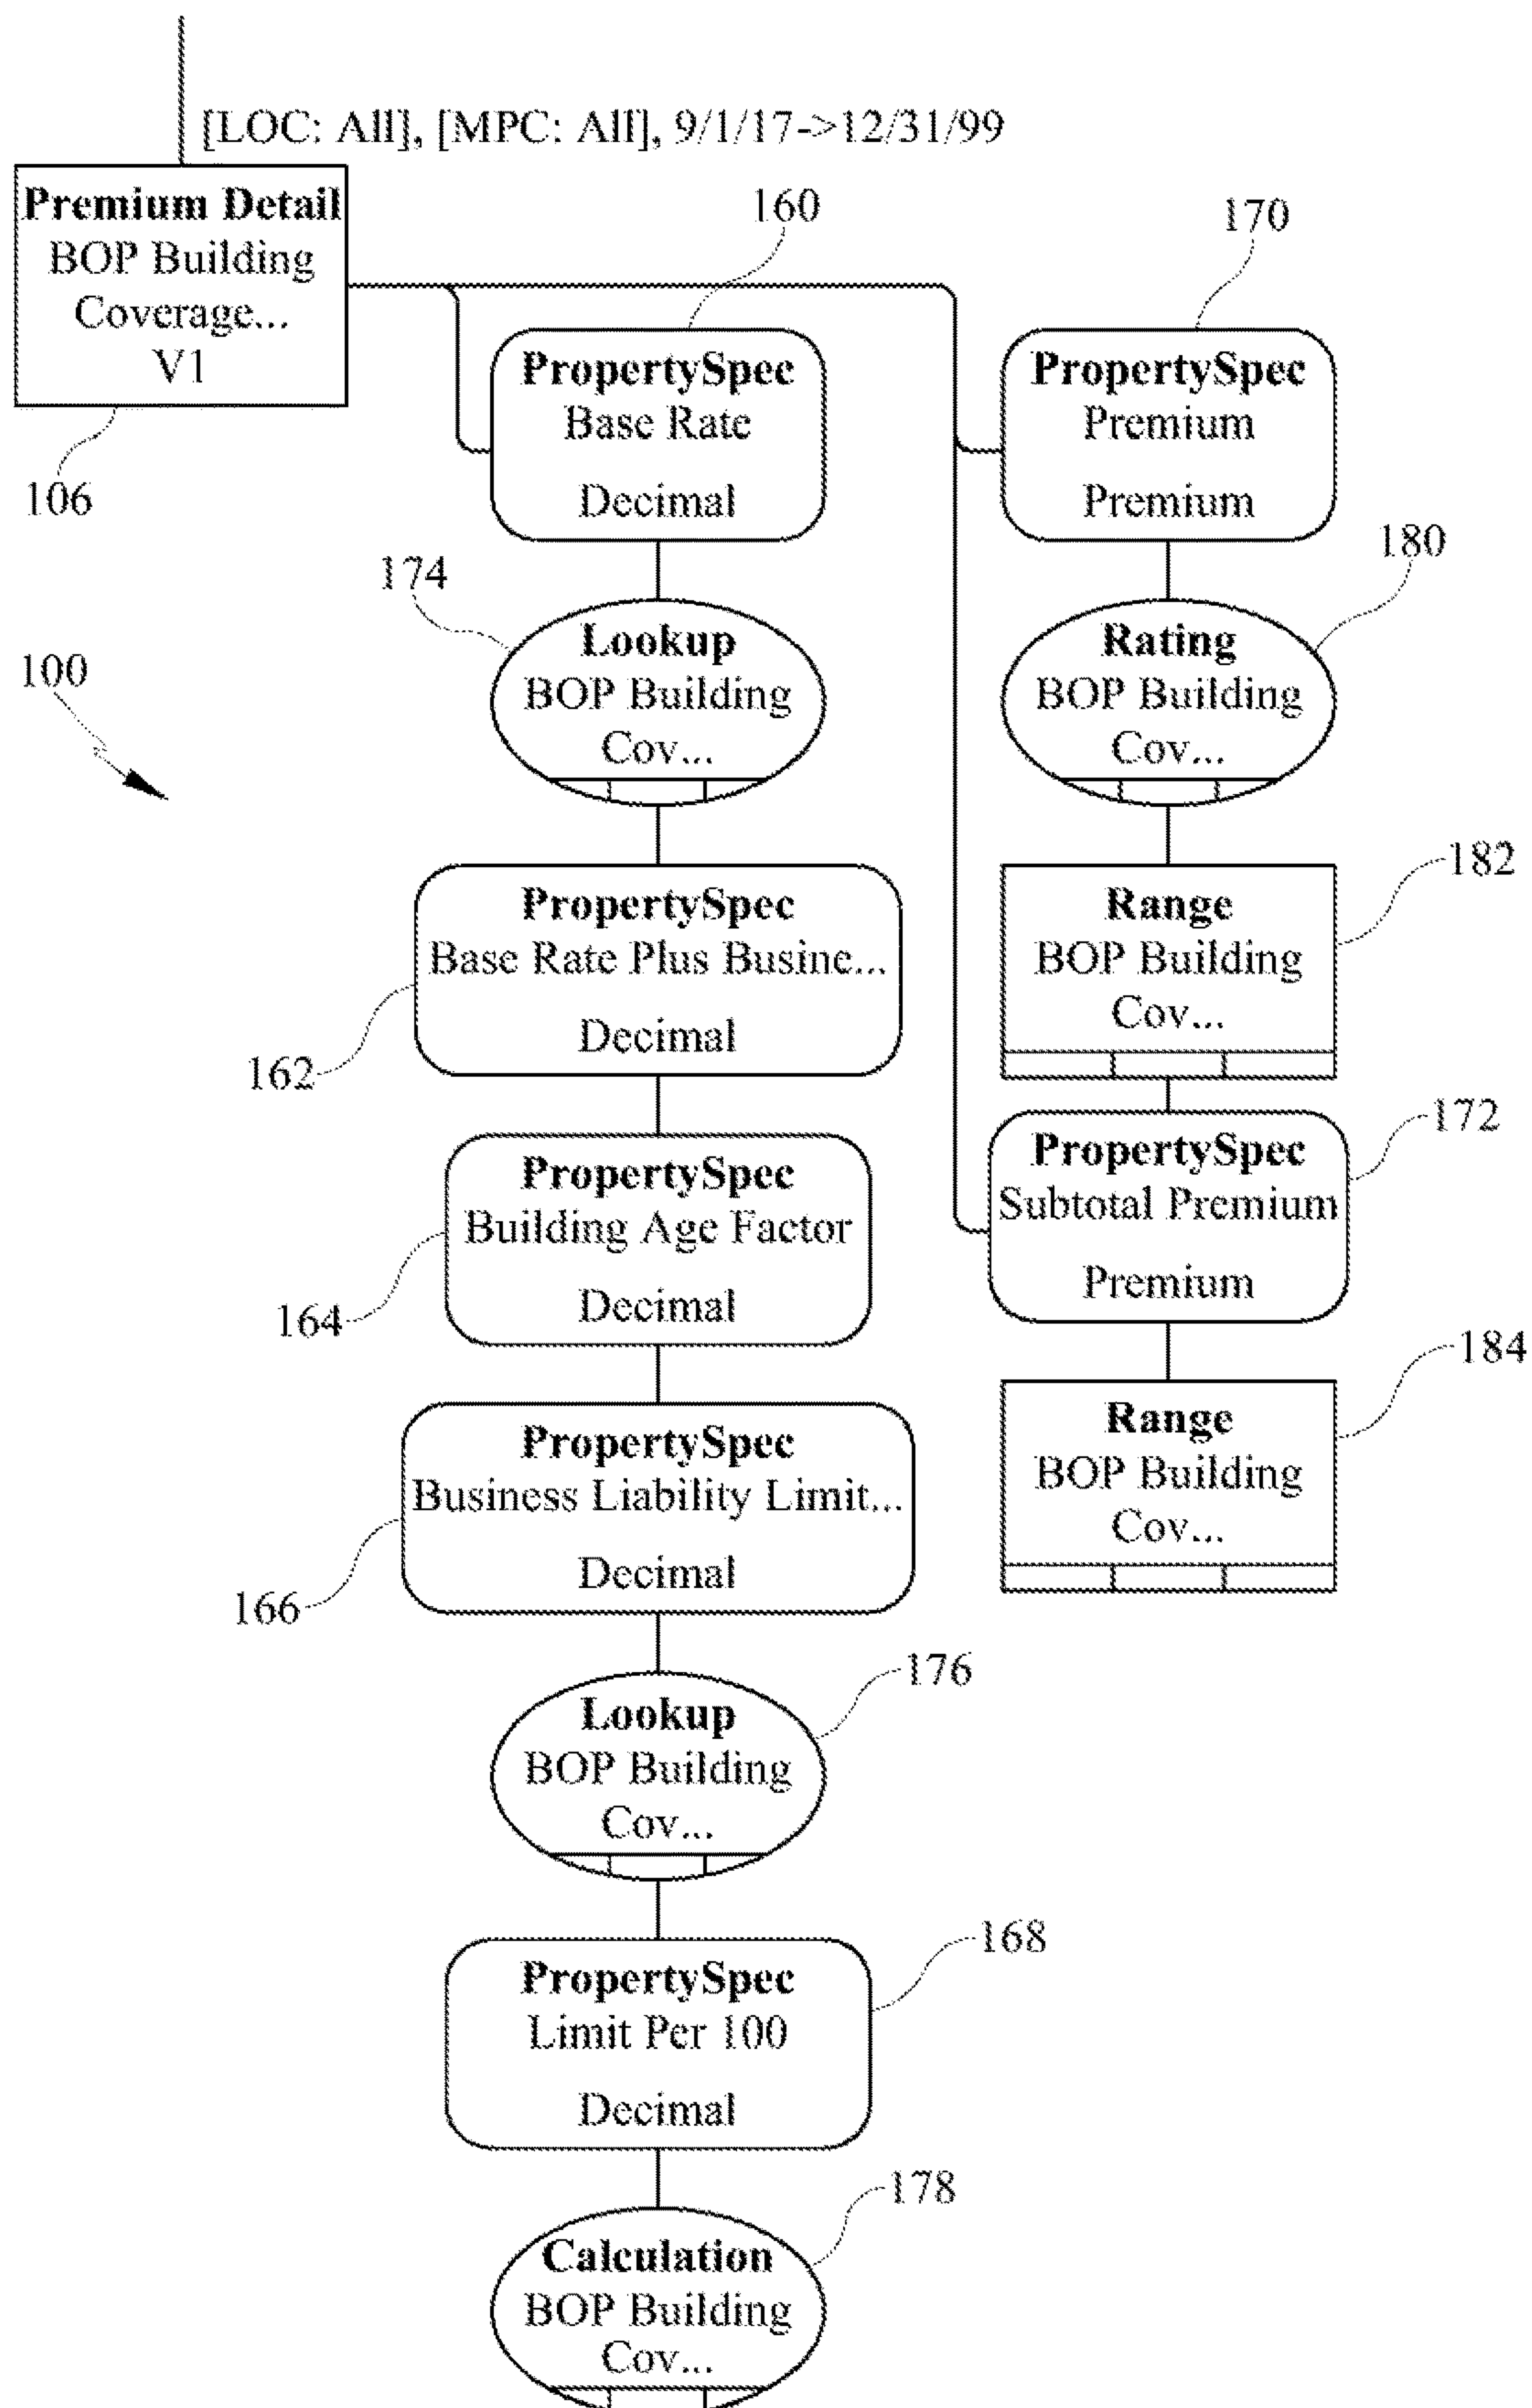 [LOC: All], [MPC: All], 9/1/17->12/31/99
Premium Detail
BOP Building
Coverage...
V1
106
100
160
PropertySpec
Base Rate
Decimal
174
Lookup
BOP Building
Cov...
PropertySpec
Base Rate Plus Busine...
Decimal
162
PropertySpec
Building Age Factor
Decimal
164
PropertySpec
Business Liability Limit...
Decimal
166
176
Lookup
BOP Building
Cov...
168
PropertySpec
Limit Per 100
Decimal
178
Calculation
BOP Building
Cov...
170
PropertySpec
Premium
Premium
180
Rating
BOP Building
Cov...
182
Range
BOP Building
Cov...
172
PropertySpec
Subtotal Premium
Premium
184
Range
BOP Building
Cov...